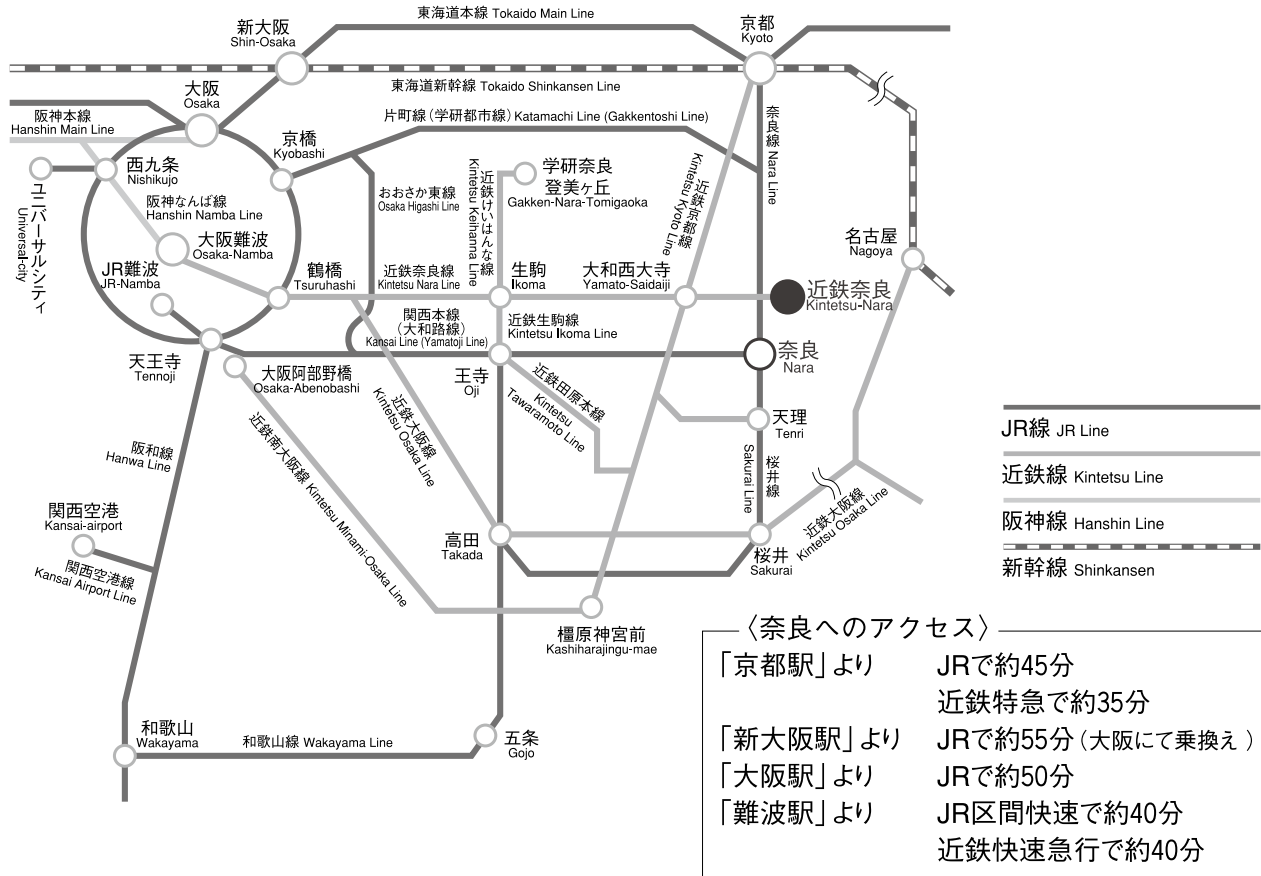 東海道本線 Tokaido Main Line
新大阪
Shin-Osaka
京都
Kyoto
東海道新幹線 Tokaido Shinkansen Line
大阪
Osaka
阪神本線
Hanshin Main Line
片町線（学研都市線）Katamachi Line (Gakkentoshi Line)
京橋
Kyobashi
奈良線 Nara Line
西九条
Nishikujo
ユニバーサルシティ
Universal-city
阪神なんば線
Hanshin Namba Line
おおさか東線
Osaka Higashi Line
近鉄けいはんな線
Kintetsu Keihanna Line
学研奈良
登美ヶ丘
Gakken-Nara-Tomigaoka
近鉄京都線
Kintetsu Kyoto Line
大阪難波
Osaka-Namba
名古屋
Nagoya
JR難波
JR-Namba
鶴橋
Tsuruhashi
近鉄奈良線
Kintetsu Nara Line
生駒
Ikoma
大和西大寺
Yamato-Saidaiji
近鉄奈良
Kintetsu-Nara
関西本線
（大和路線）
Kansai Line (Yamatoji Line)
近鉄生駒線
Kintetsu Ikoma Line
天王寺
Tennoji
大阪阿部野橋
Osaka-Abenobashi
王寺
Oji
奈良
Nara
近鉄田原本線
Kintetsu
Tawaramoto Line
天理
Tenri
阪和線
Hanwa Line
近鉄南大阪線 Kintetsu Minami-Osaka Line
近鉄大阪線
Kintetsu Osaka Line
桜井線
Sakurai Line
関西空港
Kansai-airport
関西空港線
Kansai Airport Line
高田
Takada
桜井
Sakurai
近鉄大阪線
Kintetsu Osaka Line
橿原神宮前
Kashiharajingu-mae
和歌山
Wakayama
和歌山線 Wakayama Line
五条
Gojo
JR線 JR Line
近鉄線 Kintetsu Line
阪神線 Hanshin Line
新幹線 Shinkansen
〈奈良へのアクセス〉
「京都駅」より JRで約45分
近鉄特急で約35分
「新大阪駅」より JRで約55分（大阪にて乗換え）
「大阪駅」より JRで約50分
「難波駅」より JR区間快速で約40分
近鉄快速急行で約40分